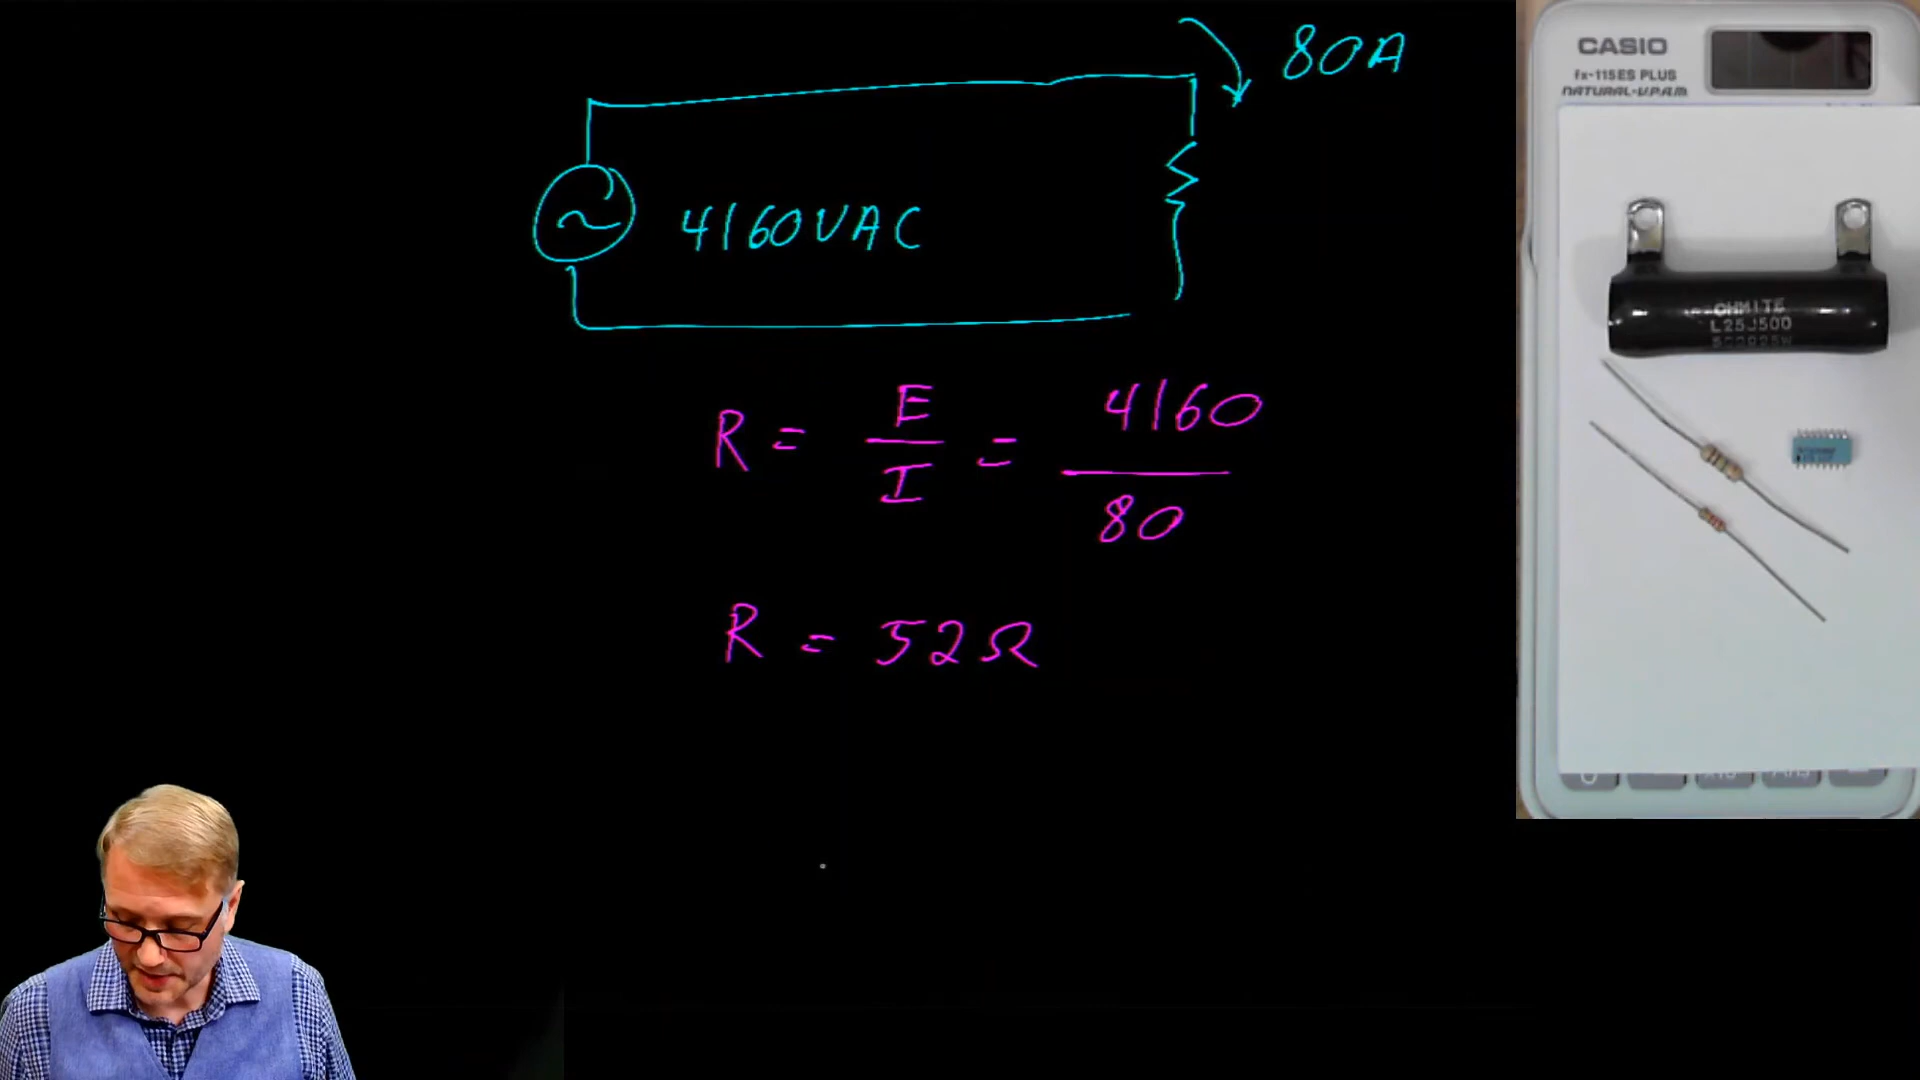 80A
4160VAC
R = E/I = 4160/80
R = 52Ω
CASIO
fx-115ES PLUS
NATURAL-V.P.A.M.
OHMITE
L25J500